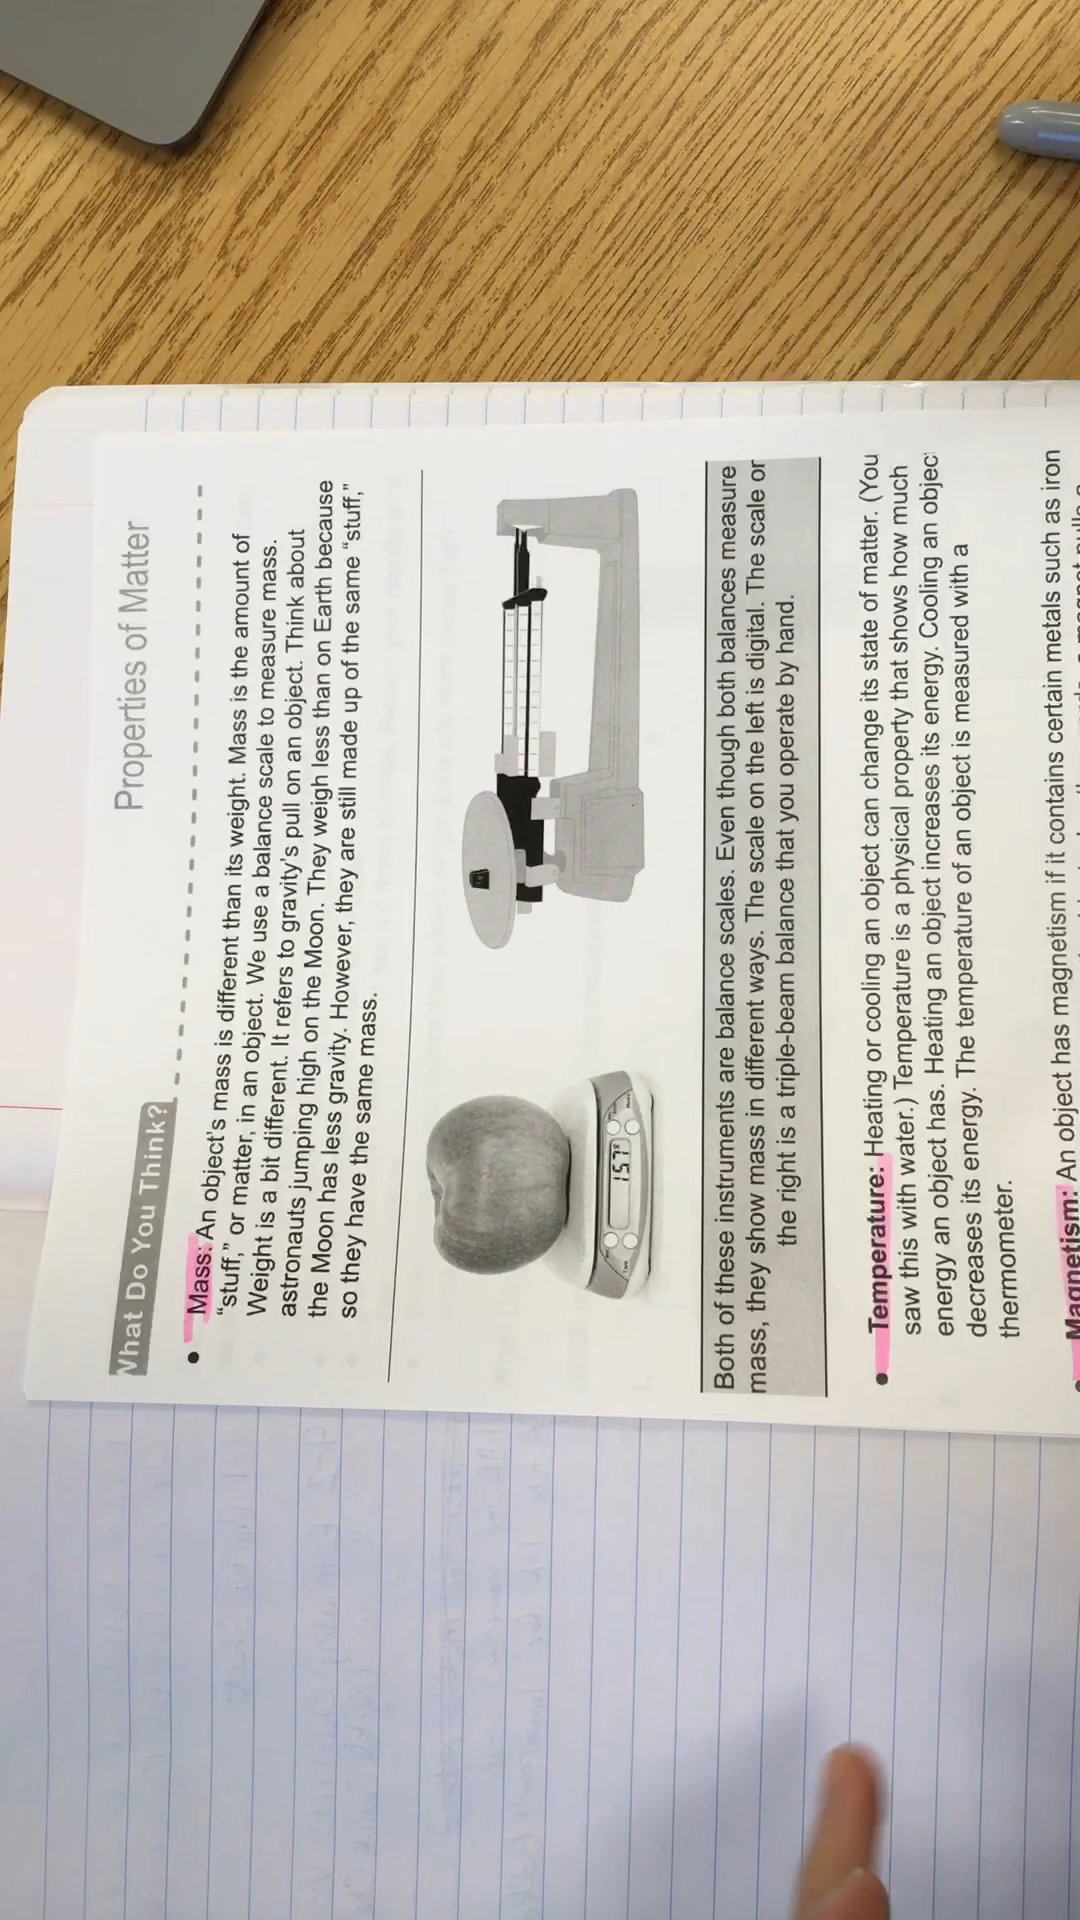 What Do You Think?
Properties of Matter
• Mass: An object's mass is different than its weight. Mass is the amount of
"stuff," or matter, in an object. We use a balance scale to measure mass.
Weight is a bit different. It refers to gravity's pull on an object. Think about
astronauts jumping high on the Moon. They weigh less than on Earth because
the Moon has less gravity. However, they are still made up of the same "stuff,"
so they have the same mass.
157g
Both of these instruments are balance scales. Even though both balances measure
mass, they show mass in different ways. The scale on the left is digital. The scale on
the right is a triple-beam balance that you operate by hand.
• Temperature: Heating or cooling an object can change its state of matter. (You
saw this with water.) Temperature is a physical property that shows how much
energy an object has. Heating an object increases its energy. Cooling an objec
decreases its energy. The temperature of an object is measured with a
thermometer.
• Magnetism: An object has magnetism if it contains certain metals such as iron